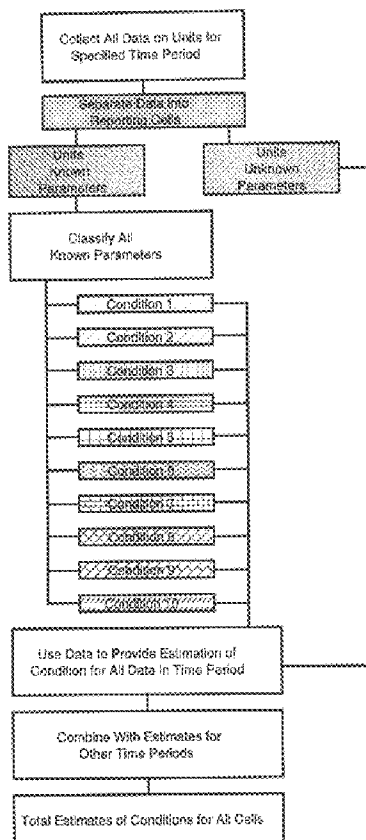 Collect All Data on Units for
Specified Time Period
Separate Data into
Reporting Cells
Units
Known
Parameters
Units
Unknown
Parameters
Classify All
Known Parameters
Condition 1
Condition 2
Condition 3
Condition 4
Condition 5
Condition 6
Condition 7
Condition 8
Condition 9
Condition 10
Use Data to Provide Estimation of
Condition for All Data in Time Period
Combine With Estimates for
Other Time Periods
Total Estimates of Conditions for All Cells